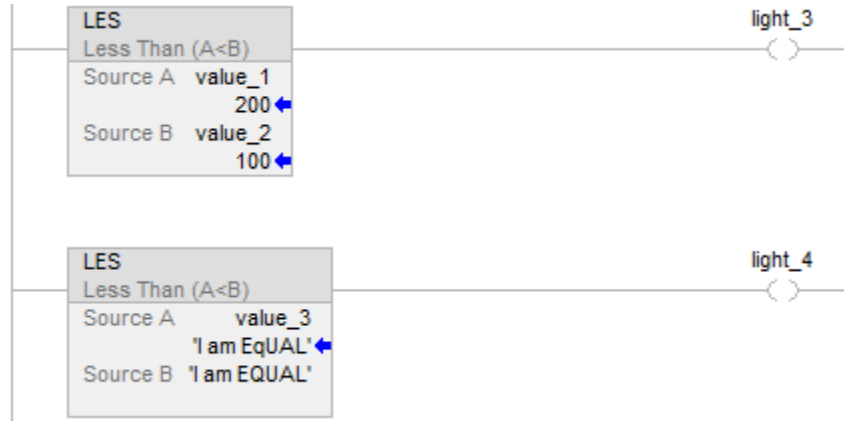 LES
light_3
Less Than (A<B)
Source A value_1
200
Source B value_2
100
LES
light_4
Less Than (A<B)
Source A value_3
'I am EqUAL'
Source B 'I am EQUAL'